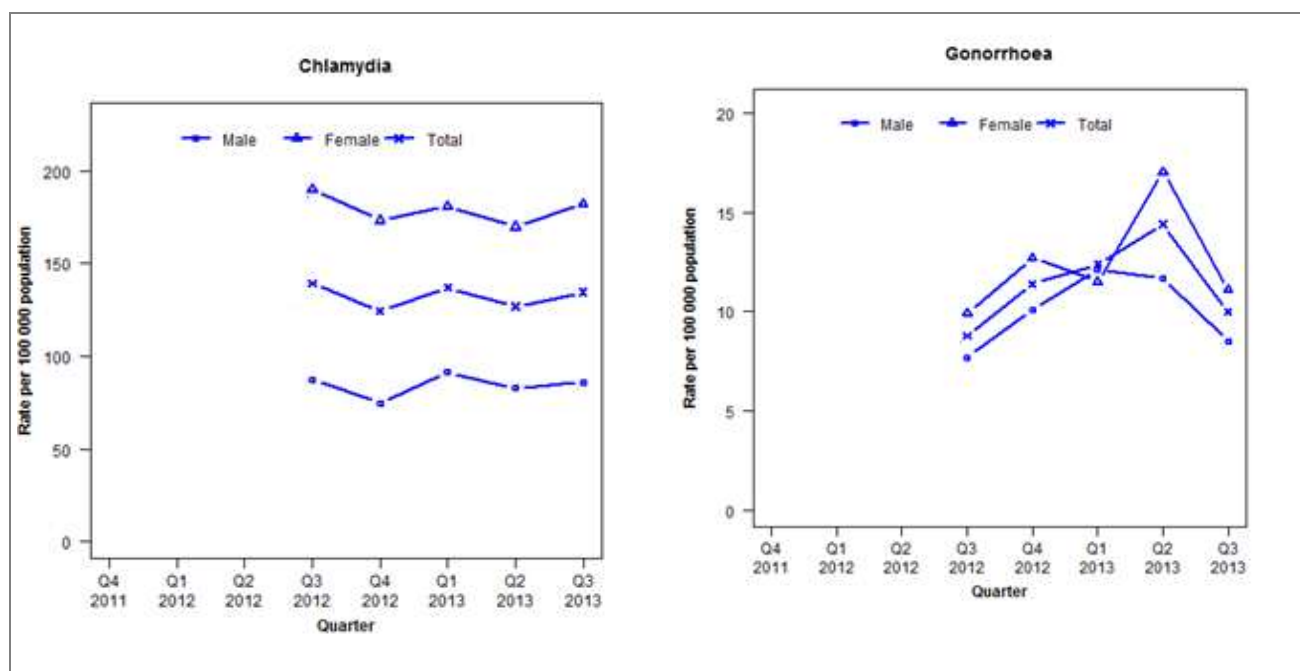 Chlamydia
Male Female Total
200
150
100
50
0
Rate per 100 000 population
Q4 Q1 Q2 Q3 Q4 Q1 Q2 Q3
2011 2012 2012 2012 2012 2013 2013 2013
Quarter
Gonorrhoea
Male Female Total
20
15
10
5
0
Rate per 100 000 population
Q4 Q1 Q2 Q3 Q4 Q1 Q2 Q3
2011 2012 2012 2012 2012 2013 2013 2013
Quarter